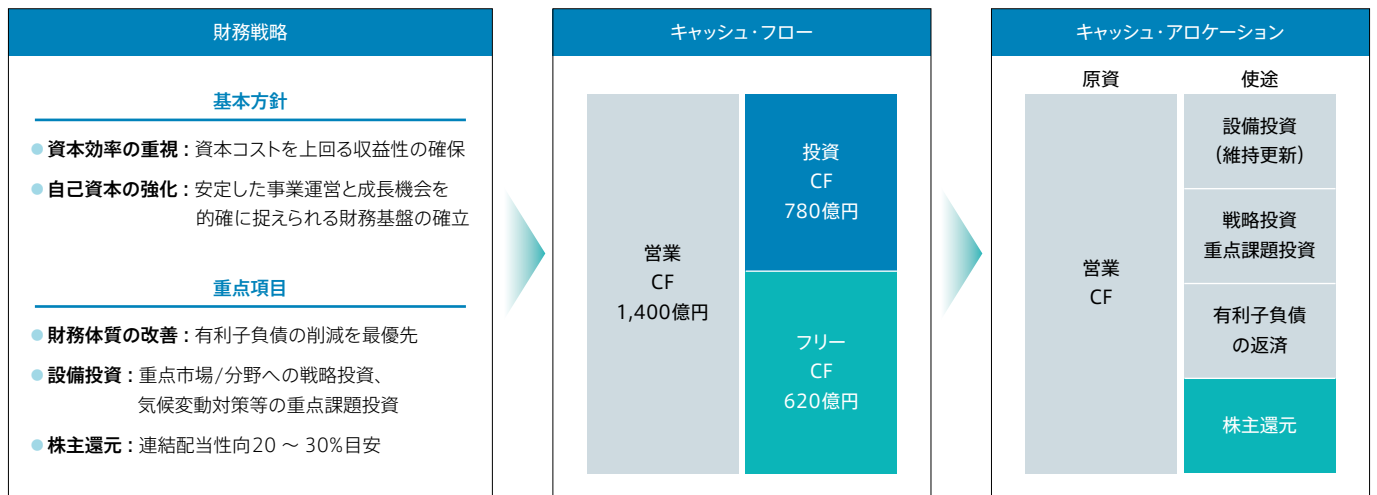 財務戦略
基本方針
資本効率の重視：資本コストを上回る収益性の確保
自己資本の強化：安定した事業運営と成長機会を
的確に捉えられる財務基盤の確立
重点項目
財務体質の改善：有利子負債の削減を最優先
設備投資：重点市場/分野への戦略投資、
気候変動対策等の重点課題投資
株主還元：連結配当性向20 ～ 30%目安
キャッシュ・フロー
営業
CF
1,400億円
投資
CF
780億円
フリー
CF
620億円
キャッシュ・アロケーション
原資
使途
営業
CF
設備投資
(維持更新)
戦略投資
重点課題投資
有利子負債
の返済
株主還元